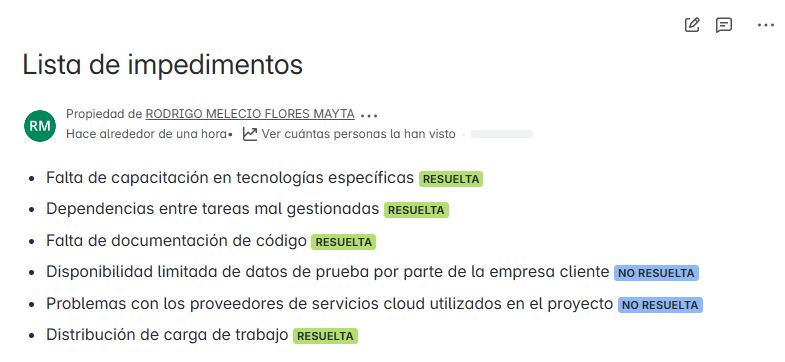 Lista de impedimentos
RM
Propiedad de RODRIGO MELECIO FLORES MAYTA
Hace alrededor de una hora• Ver cuántas personas la han visto
Falta de capacitación en tecnologías específicas RESUELTA
Dependencias entre tareas mal gestionadas RESUELTA
Falta de documentación de código RESUELTA
Disponibilidad limitada de datos de prueba por parte de la empresa cliente NO RESUELTA
Problemas con los proveedores de servicios cloud utilizados en el proyecto NO RESUELTA
Distribución de carga de trabajo RESUELTA